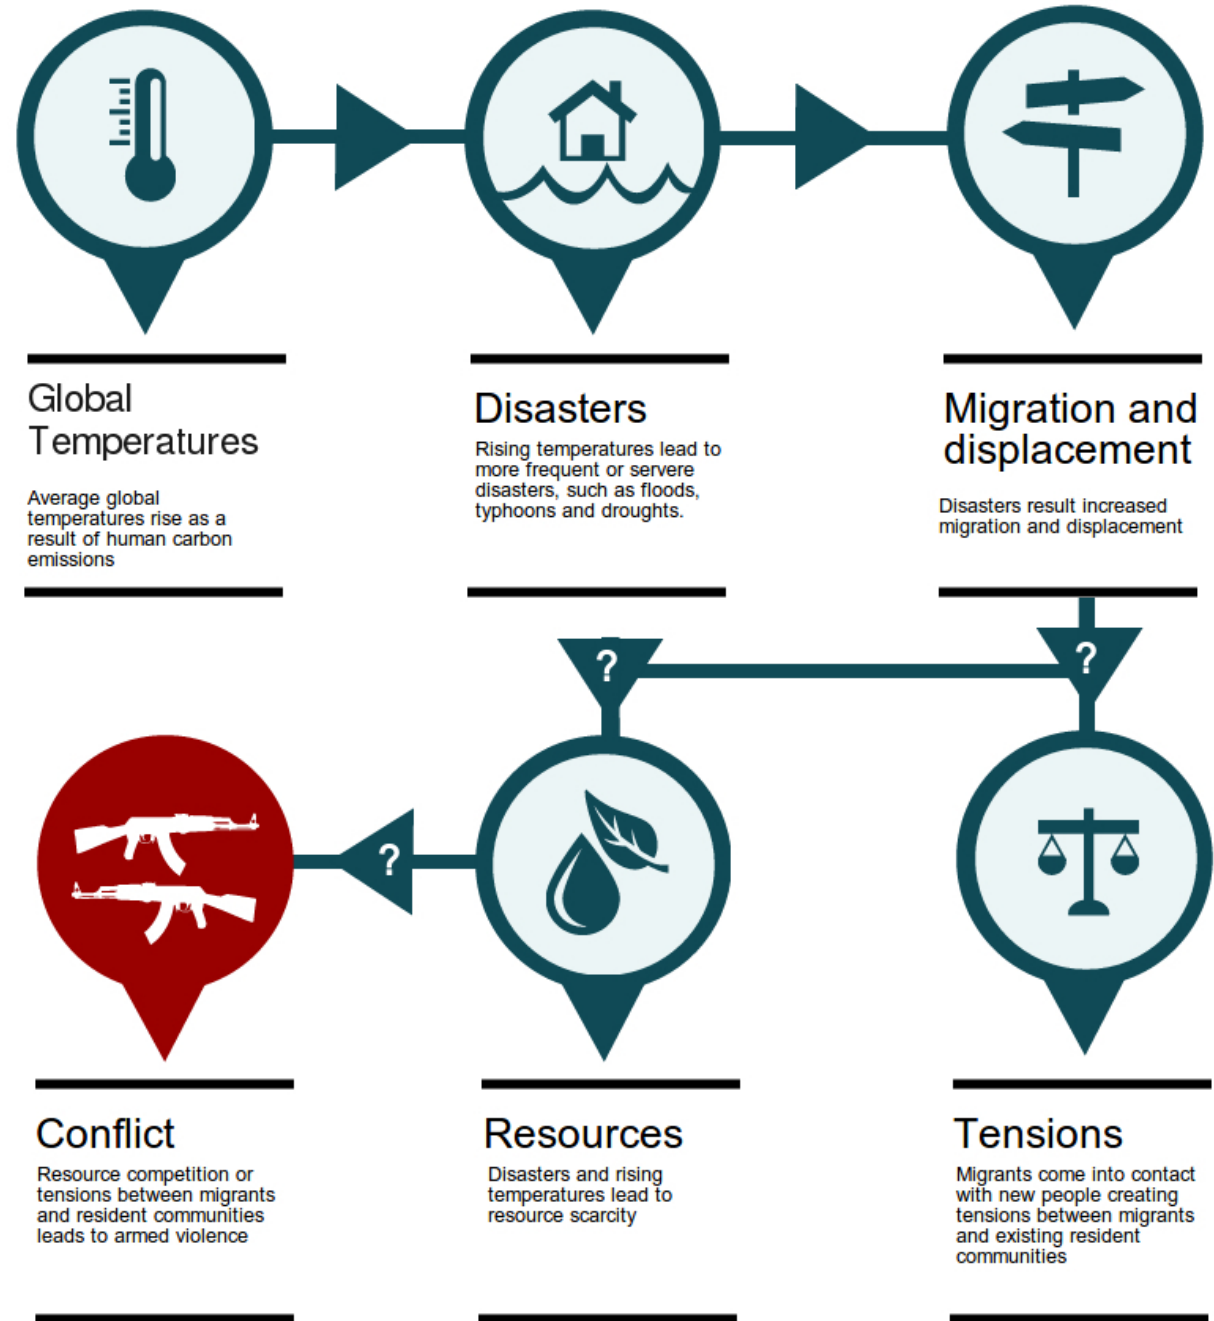 Global
Temperatures
Average global
temperatures rise as a
result of human carbon
emissions
Disasters
Rising temperatures lead to
more frequent or servere
disasters, such as floods,
typhoons and droughts.
Migration and
displacement
Disasters result increased
migration and displacement
?
?
?
Conflict
Resource competition or
tensions between migrants
and resident communities
leads to armed violence
Resources
Disasters and rising
temperatures lead to
resource scarcity
Tensions
Migrants come into contact
with new people creating
tensions between migrants
and existing resident
communities